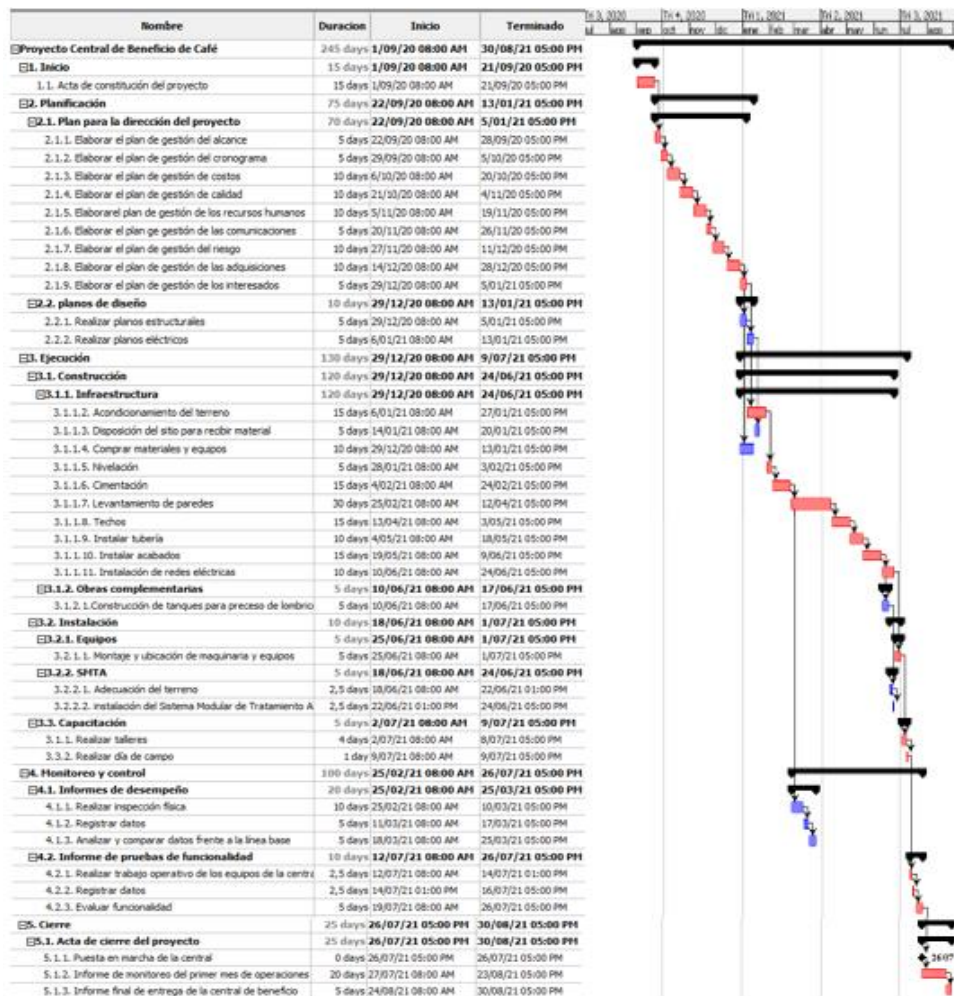 Nombre Duracion Inicio Terminado Tri 3, 2020 Tri 4, 2020 Tri 1, 2021 Tri 2, 2021 Tri 3, 2021
jul ago oct nov dic ene feb mar abr may jun jul ago
Proyecto Central de Beneficio de Café 245 days 1/09/20 08:00 AM 30/08/21 05:00 PM
1. Inicio 15 days 1/09/20 08:00 AM 21/09/20 05:00 PM
1.1. Acta de constitución del proyecto 15 days 1/09/20 08:00 AM 21/09/20 05:00 PM
2. Planificación 75 days 22/09/20 08:00 AM 13/01/21 05:00 PM
2.1. Plan para la dirección del proyecto 70 days 22/09/20 08:00 AM 5/01/21 05:00 PM
2.1.1. Elaborar el plan de gestión del alcance 5 days 22/09/20 08:00 AM 28/09/20 05:00 PM
2.1.2. Elaborar el plan de gestión del cronograma 5 days 29/09/20 08:00 AM 5/10/20 05:00 PM
2.1.3. Elaborar el plan de gestión de costos 10 days 6/10/20 08:00 AM 20/10/20 05:00 PM
2.1.4. Elaborar el plan de gestión de calidad 10 days 21/10/20 08:00 AM 4/11/20 05:00 PM
2.1.5. Elaborarel plan de gestión de los recursos humanos 10 days 5/11/20 08:00 AM 19/11/20 05:00 PM
2.1.6. Elaborar el plan ge gestión de las comunicaciones 5 days 20/11/20 08:00 AM 26/11/20 05:00 PM
2.1.7. Elaborar el plan de gestión del riesgo 10 days 27/11/20 08:00 AM 11/12/20 05:00 PM
2.1.8. Elaborar el plan de gestión de las adquisiciones 10 days 14/12/20 08:00 AM 28/12/20 05:00 PM
2.1.9. Elaborar el plan de gestión de los interesados 5 days 29/12/20 08:00 AM 5/01/21 05:00 PM
2.2. planos de diseño 10 days 29/12/20 08:00 AM 13/01/21 05:00 PM
2.2.1. Realizar planos estructurales 5 days 29/12/20 08:00 AM 5/01/21 05:00 PM
2.2.2. Realizar planos eléctricos 5 days 6/01/21 08:00 AM 13/01/21 05:00 PM
3. Ejecución 130 days 29/12/20 08:00 AM 9/07/21 05:00 PM
3.1. Construcción 120 days 29/12/20 08:00 AM 24/06/21 05:00 PM
3.1.1. Infraestructura 120 days 29/12/20 08:00 AM 24/06/21 05:00 PM
3.1.1.2. Acondicionamiento del terreno 15 days 6/01/21 08:00 AM 27/01/21 05:00 PM
3.1.1.3. Disposición del sitio para recibir material 5 days 14/01/21 08:00 AM 20/01/21 05:00 PM
3.1.1.4. Comprar materiales y equipos 10 days 29/12/20 08:00 AM 13/01/21 05:00 PM
3.1.1.5. Nivelación 5 days 28/01/21 08:00 AM 3/02/21 05:00 PM
3.1.1.6. Cimentación 15 days 4/02/21 08:00 AM 24/02/21 05:00 PM
3.1.1.7. Levantamiento de paredes 30 days 25/02/21 08:00 AM 12/04/21 05:00 PM
3.1.1.8. Techos 15 days 13/04/21 08:00 AM 3/05/21 05:00 PM
3.1.1.9. Instalar tubería 10 days 4/05/21 08:00 AM 18/05/21 05:00 PM
3.1.1.10. Instalar acabados 15 days 19/05/21 08:00 AM 9/06/21 05:00 PM
3.1.1.11. Instalación de redes eléctricas 10 days 10/06/21 08:00 AM 24/06/21 05:00 PM
3.1.2. Obras complementarias 5 days 10/06/21 08:00 AM 17/06/21 05:00 PM
3.1.2.1.Construcción de tanques para preceso de lombric 5 days 10/06/21 08:00 AM 17/06/21 05:00 PM
3.2. Instalación 10 days 18/06/21 08:00 AM 1/07/21 05:00 PM
3.2.1. Equipos 5 days 25/06/21 08:00 AM 1/07/21 05:00 PM
3.2.1.1. Montaje y ubicación de maquinaria y equipos 5 days 25/06/21 08:00 AM 1/07/21 05:00 PM
3.2.2. SMTA 5 days 18/06/21 08:00 AM 24/06/21 05:00 PM
3.2.2.1. Adecuación del terreno 2,5 days 18/06/21 08:00 AM 22/06/21 01:00 PM
3.2.2.2. instalación del Sistema Modular de Tratamiento A 2,5 days 22/06/21 01:00 PM 24/06/21 05:00 PM
3.3. Capacitación 5 days 2/07/21 08:00 AM 9/07/21 05:00 PM
3.1.1. Realizar talleres 4 days 2/07/21 08:00 AM 8/07/21 05:00 PM
3.3.2. Realizar día de campo 1 day 9/07/21 08:00 AM 9/07/21 05:00 PM
4. Monitoreo y control 100 days 25/02/21 08:00 AM 26/07/21 05:00 PM
4.1. Informes de desempeño 20 days 25/02/21 08:00 AM 25/03/21 05:00 PM
4.1.1. Realizar inspección física 10 days 25/02/21 08:00 AM 10/03/21 05:00 PM
4.1.2. Registrar datos 5 days 11/03/21 08:00 AM 17/03/21 05:00 PM
4.1.3. Analizar y comparar datos frente a la línea base 5 days 18/03/21 08:00 AM 25/03/21 05:00 PM
4.2. Informe de pruebas de funcionalidad 10 days 12/07/21 08:00 AM 26/07/21 05:00 PM
4.2.1. Realizar trabajo operativo de los equipos de la centra 2,5 days 12/07/21 08:00 AM 14/07/21 01:00 PM
4.2.2. Registrar datos 2,5 days 14/07/21 01:00 PM 16/07/21 05:00 PM
4.2.3. Evaluar funcionalidad 5 days 19/07/21 08:00 AM 26/07/21 05:00 PM
5. Cierre 25 days 26/07/21 05:00 PM 30/08/21 05:00 PM
5.1. Acta de cierre del proyecto 25 days 26/07/21 05:00 PM 30/08/21 05:00 PM
5.1.1. Puesta en marcha de la central 0 days 26/07/21 05:00 PM 26/07/21 05:00 PM 26/07
5.1.2. Informe de monitoreo del primer mes de operaciones 20 days 27/07/21 08:00 AM 23/08/21 05:00 PM
5.1.3. Informe final de entrega de la central de beneficio 5 days 24/08/21 08:00 AM 30/08/21 05:00 PM